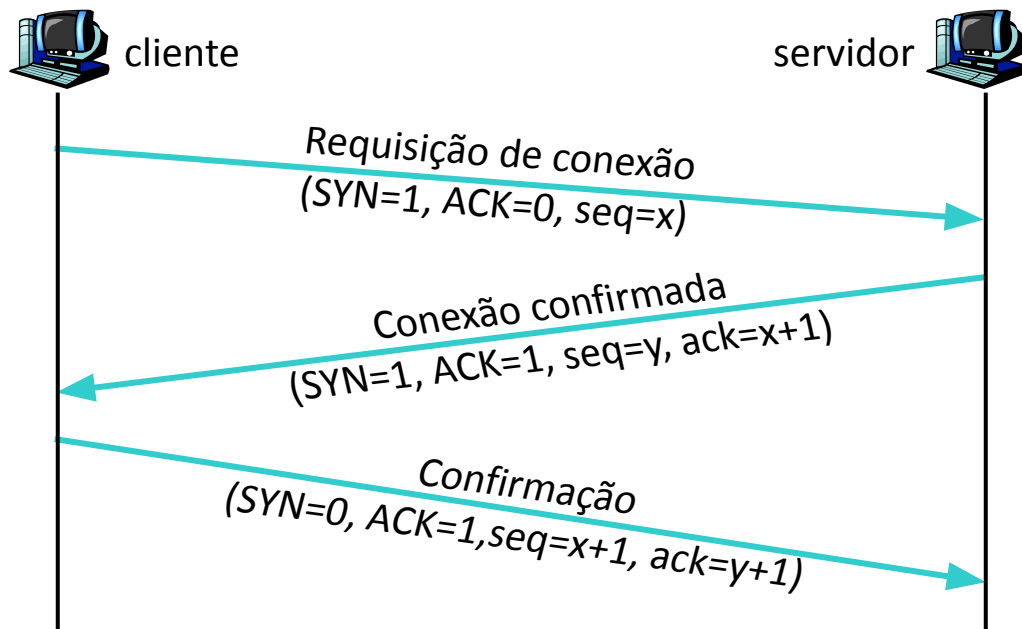 cliente
servidor
Requisição de conexão
(SYN=1, ACK=0, seq=x)
Conexão confirmada
(SYN=1, ACK=1, seq=y, ack=x+1)
Confirmação
(SYN=0, ACK=1,seq=x+1, ack=y+1)